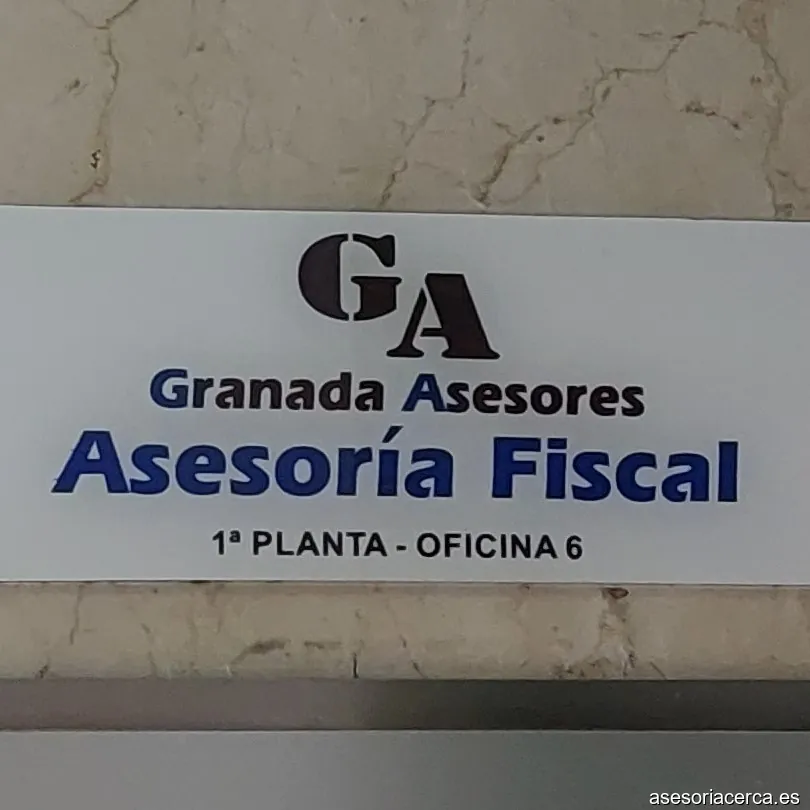 GA
Granada Asesores
Asesoría Fiscal
1ª PLANTA - OFICINA 6
asesoriacerca.es